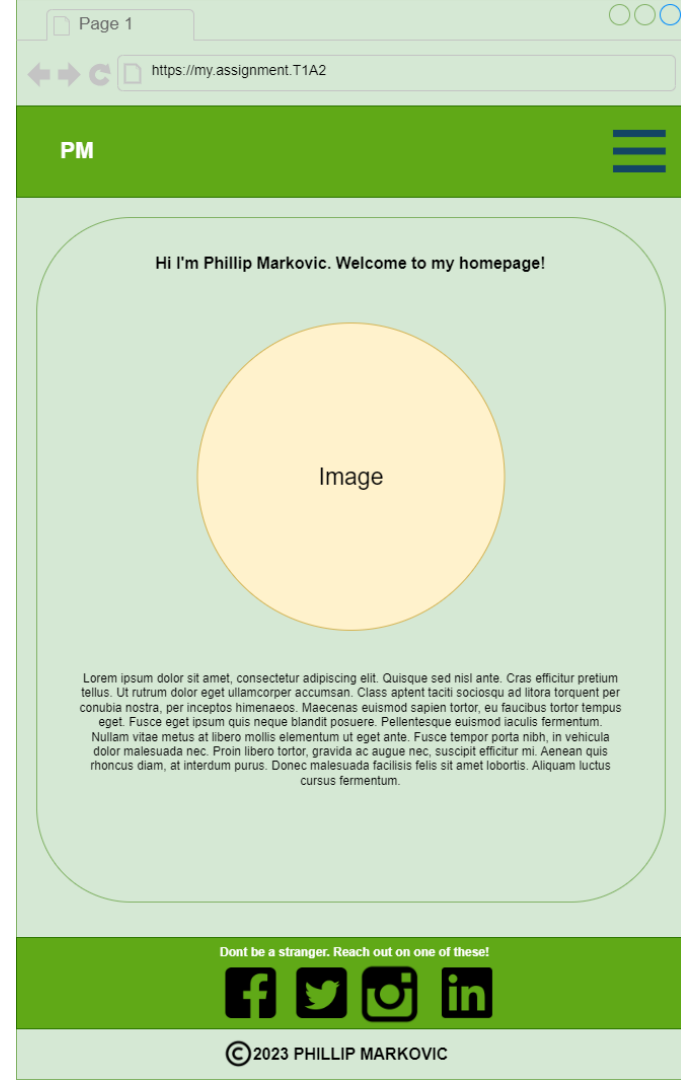 Page 1
https://my.assignment.T1A2
PM
Hi I'm Phillip Markovic. Welcome to my homepage!
Image
Lorem ipsum dolor sit amet, consectetur adipiscing elit. Quisque sed nisl ante. Cras efficitur pretium
tellus. Ut rutrum dolor eget ullamcorper accumsan. Class aptent taciti sociosqu ad litora torquent per
conubia nostra, per inceptos himenaeos. Maecenas euismod sapien tortor, eu faucibus tortor tempus
eget. Fusce eget ipsum quis neque blandit posuere. Pellentesque euismod iaculis fermentum.
Nullam vitae metus at libero mollis elementum ut eget ante. Fusce tempor porta nibh, in vehicula
dolor malesuada nec. Proin libero tortor, gravida ac augue nec, suscipit efficitur mi. Aenean quis
rhoncus diam, at interdum purus. Donec malesuada facilisis felis sit amet lobortis. Aliquam luctus
cursus fermentum.
Dont be a stranger. Reach out on one of these!
f in
©2023 PHILLIP MARKOVIC